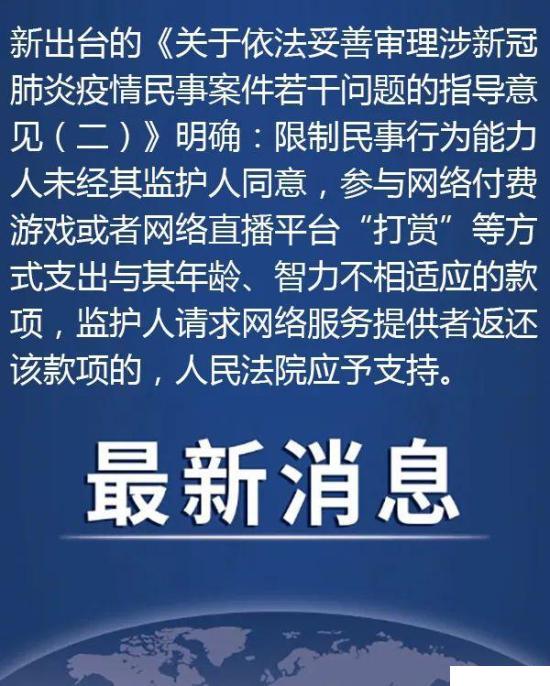 新出台的《关于依法妥善审理涉新冠
肺炎疫情民事案件若干问题的指导意
见（二）》明确：限制民事行为能力
人未经其监护人同意，参与网络付费
游戏或者网络直播平台“打赏”等方
式支出与其年龄、智力不相适应的款
项，监护人请求网络服务提供者返还
该款项的，人民法院应予支持。
最新消息